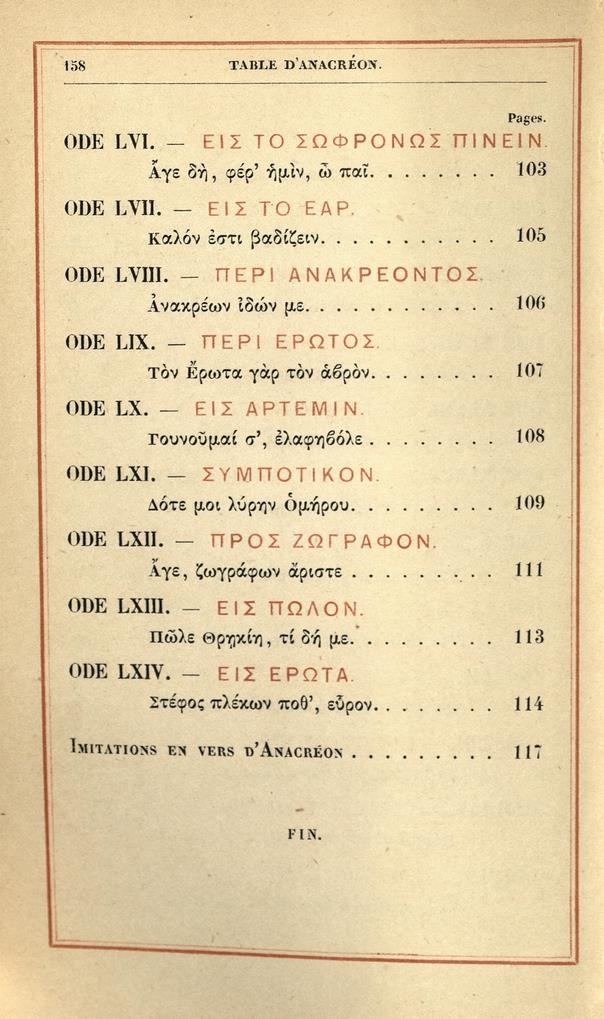 158 TABLE D'ANACRÉON.
Pages.
ODE LVI. — ΕΙΣ ΤΟ ΣΩΦΡΟΝΩΣ ΠΙΝΕΙΝ.
Ἄγε δὴ, φέρ' ἡμὶν, ὦ παῖ. . . . . . . . 103
ODE LVII. — ΕΙΣ ΤΟ ΕΑΡ.
Καλόν ἐστι βαδίζειν. . . . . . . . . . . 105
ODE LVIII. — ΠΕΡΙ ΑΝΑΚΡΕΟΝΤΟΣ.
Ἀνακρέων ἰδών με. . . . . . . . . . . . 106
ODE LIX. — ΠΕΡΙ ΕΡΩΤΟΣ.
Τὸν Ἔρωτα γὰρ τὸν ἁϐρὸν. . . . . . . . 107
ODE LX. — ΕΙΣ ΑΡΤΕΜΙΝ.
Γουνοῦμαί σ', ἐλαφηϐόλε . . . . . . . . 108
ODE LXI. — ΣΥΜΠΟΤΙΚΟΝ.
Δότε μοι λύρην Ὁμήρου. . . . . . . . . 109
ODE LXII. — ΠΡΟΣ ΖΩΓΡΑΦΟΝ.
Ἄγε, ζωγράφων ἄριστε . . . . . . . . . 111
ODE LXIII. — ΕΙΣ ΠΩΛΟΝ.
Πῶλε Θρῃκίη, τί δή με. . . . . . . . . 113
ODE LXIV. — ΕΙΣ ΕΡΩΤΑ.
Στέφος πλέκων ποθ', εὗρον. . . . . . . . 114
IMITATIONS EN VERS D'ANACRÉON . . . . . . . . . 117
FIN.